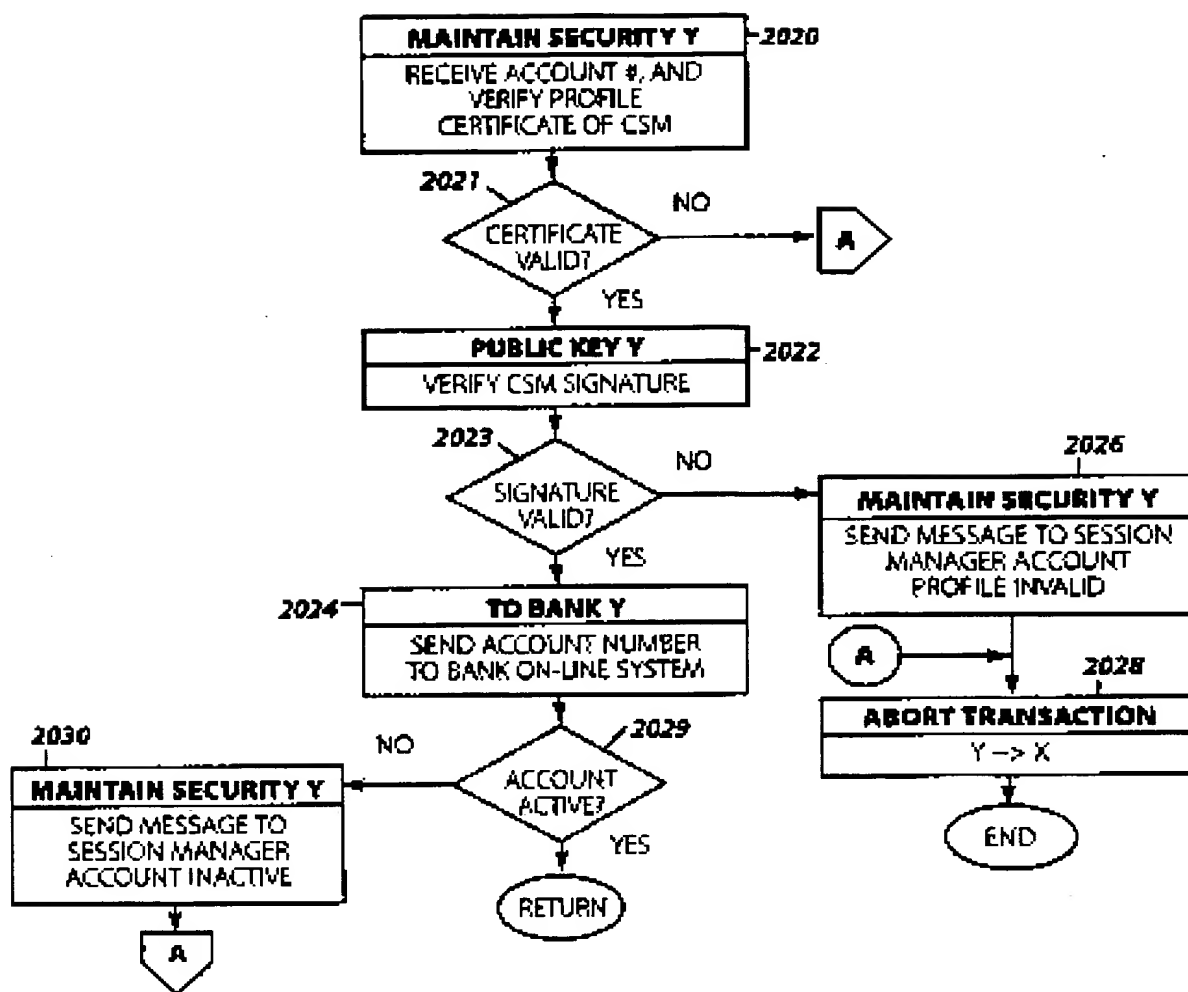 MAINTAIN SECURITY Y
2020
RECEIVE ACCOUNT #, AND
VERIFY PROFILE
CERTIFICATE OF CSM
2021
CERTIFICATE
VALID?
NO
A
YES
PUBLIC KEY Y
2022
VERIFY CSM SIGNATURE
2023
SIGNATURE
VALID?
NO
YES
2026
MAINTAIN SECURITY Y
SEND MESSAGE TO SESSION
MANAGER ACCOUNT
PROFILE INVALID
2024
TO BANK Y
SEND ACCOUNT NUMBER
TO BANK ON-LINE SYSTEM
A
2028
ABORT TRANSACTION
Y –> X
END
2029
ACCOUNT
ACTIVE?
NO
YES
RETURN
2030
MAINTAIN SECURITY Y
SEND MESSAGE TO
SESSION MANAGER
ACCOUNT INACTIVE
A